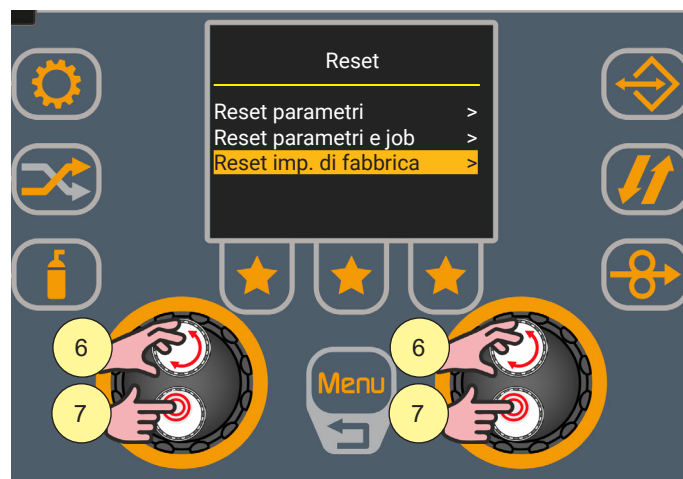 Reset
Reset parametri >
Reset parametri e job >
Reset imp. di fabbrica >
6
6
7
7
Menu